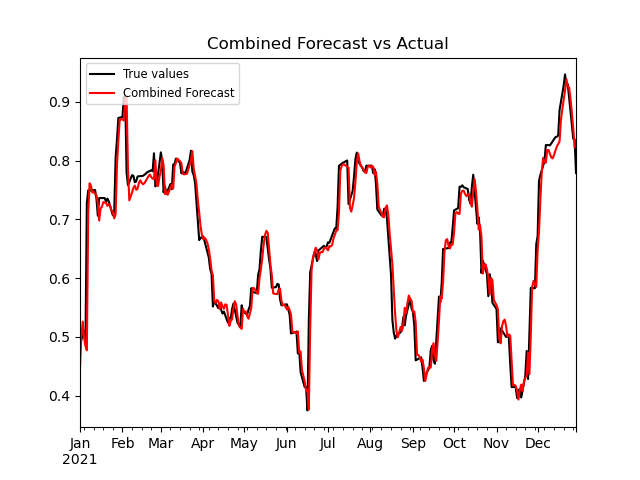 Combined Forecast vs Actual
True values
Combined Forecast
0.9
0.8
0.7
0.6
0.5
0.4
Jan Feb Mar Apr May Jun Jul Aug Sep Oct Nov Dec
2021